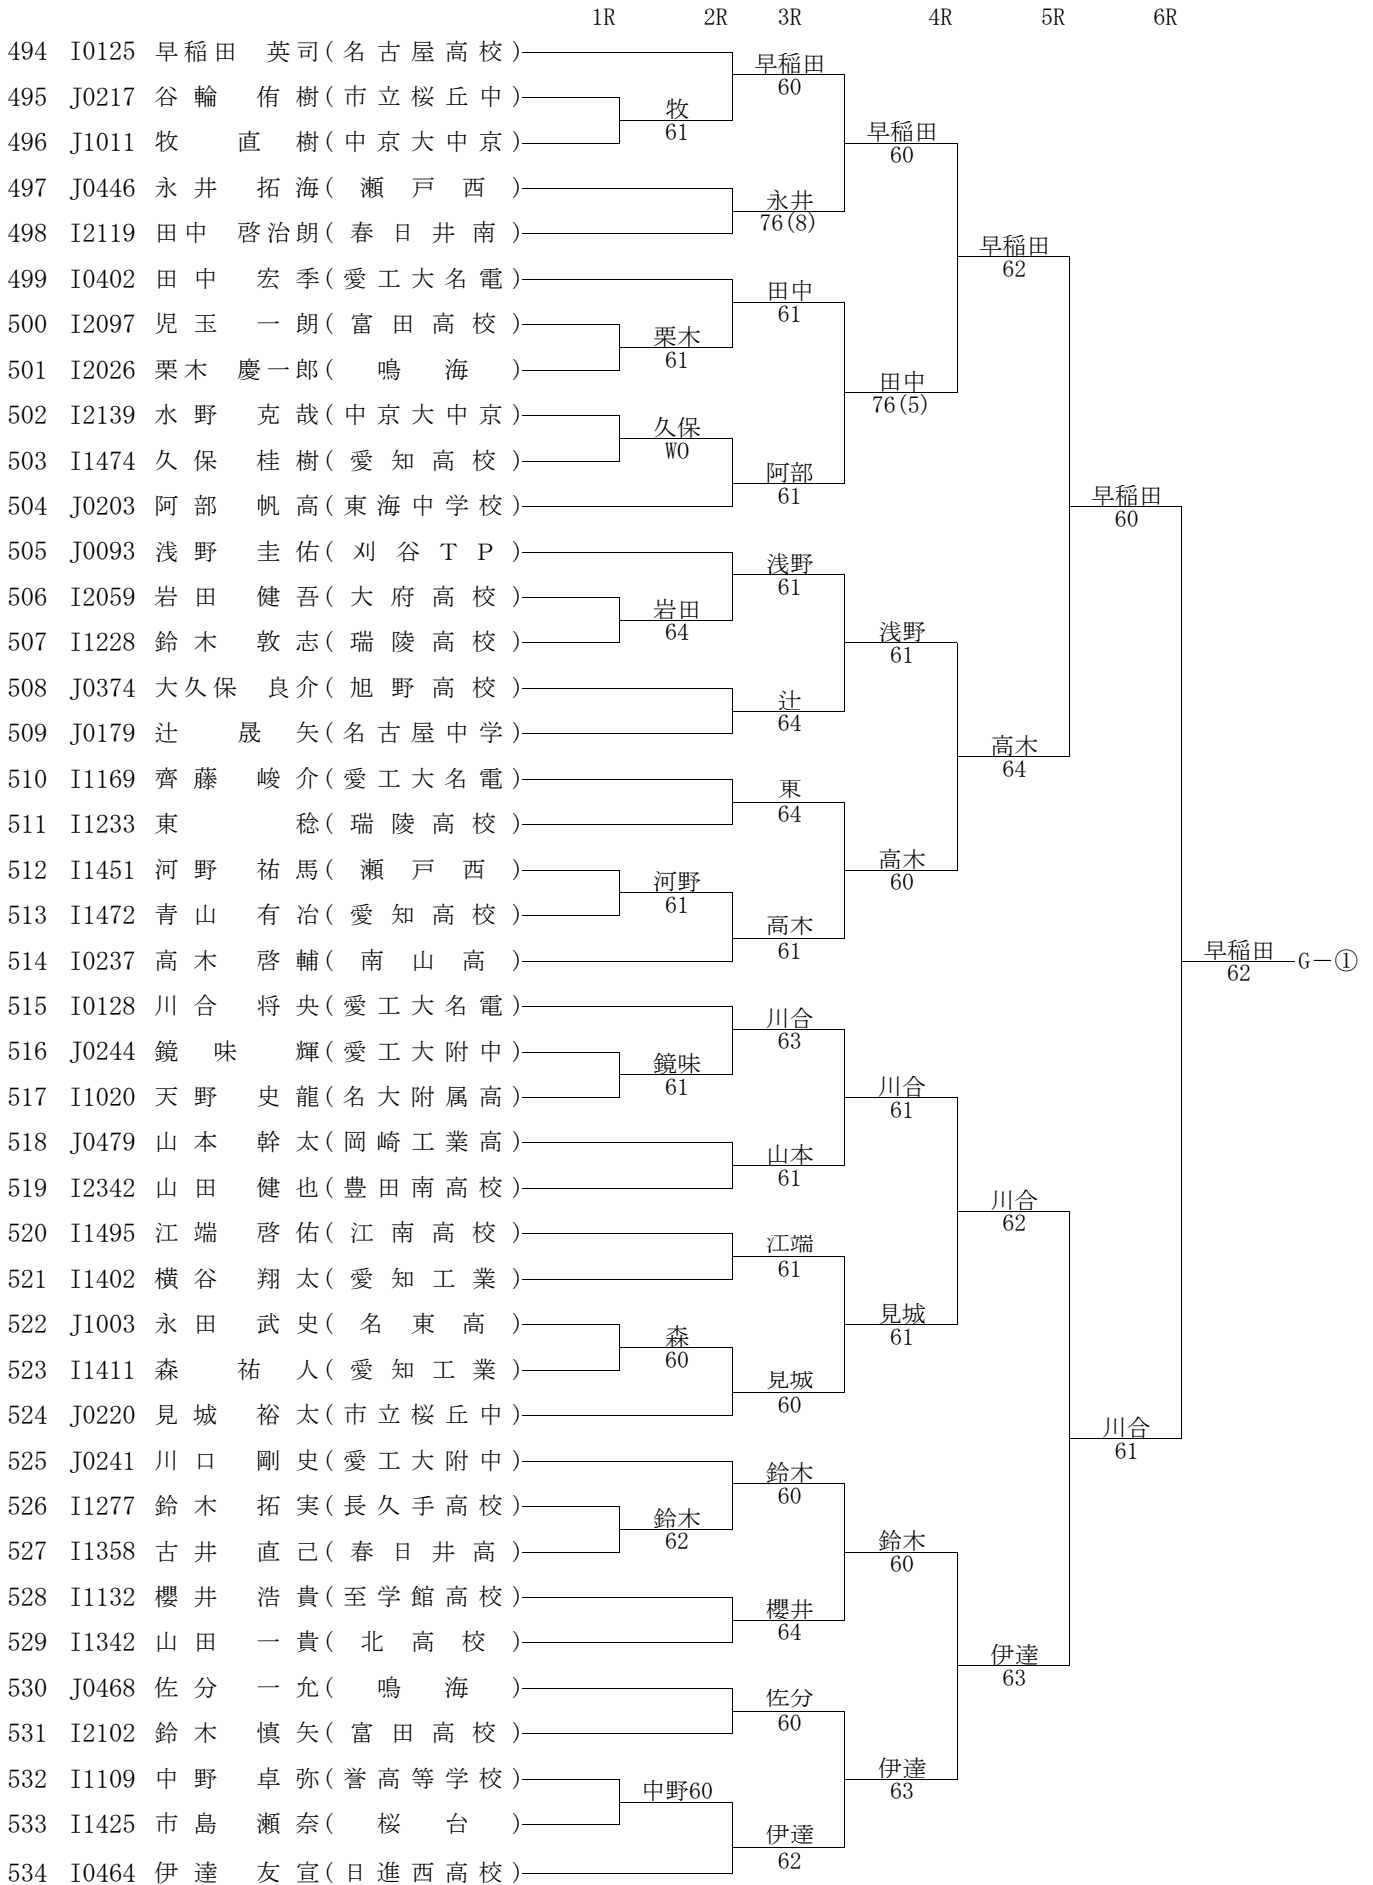 1R 2R 3R 4R 5R 6R
494 I0125 早稲田 英司(名古屋高校)
早稲田
60
495 J0217 谷輪 侑樹(市立桜丘中)
牧
61
496 J1011 牧 直樹(中京大中京)
早稲田
60
497 J0446 永井 拓海(瀬戸西)
永井
76(8)
498 I2119 田中 啓治朗(春日井南)
早稲田
62
499 I0402 田中 宏季(愛工大名電)
田中
61
500 I2097 児玉 一朗(富田高校)
栗木
61
501 I2026 栗木 慶一郎(鳴海)
田中
76(5)
502 I2139 水野 克哉(中京大中京)
久保
WO
503 I1474 久保 桂樹(愛知高校)
阿部
61
504 J0203 阿部 帆高(東海中学校)
早稲田
60
505 J0093 浅野 圭佑(刈谷TP)
浅野
61
506 I2059 岩田 健吾(大府高校)
岩田
64
507 I1228 鈴木 敦志(瑞陵高校)
浅野
61
508 J0374 大久保 良介(旭野高校)
辻
64
509 J0179 辻 晟矢(名古屋中学)
高木
64
510 I1169 齊藤 峻介(愛工大名電)
東
64
511 I1233 東 稔(瑞陵高校)
512 I1451 河野 祐馬(瀬戸西)
高木
60
河野
61
513 I1472 青山 有冶(愛知高校)
高木
61
514 I0237 高木 啓輔(南山高)
早稲田
62
G-①
515 I0128 川合 将央(愛工大名電)
川合
63
516 J0244 鏡味 輝(愛工大附中)
鏡味
61
517 I1020 天野 史龍(名大附属高)
川合
61
518 J0479 山本 幹太(岡崎工業高)
山本
61
519 I2342 山田 健也(豊田南高校)
川合
62
520 I1495 江端 啓佑(江南高校)
江端
61
521 I1402 横谷 翔太(愛知工業)
522 J1003 永田 武史(名東高)
見城
61
森
60
523 I1411 森 祐人(愛知工業)
見城
60
524 J0220 見城 裕太(市立桜丘中)
川合
61
525 J0241 川口 剛史(愛工大附中)
鈴木
60
526 I1277 鈴木 拓実(長久手高校)
鈴木
62
527 I1358 古井 直己(春日井高)
鈴木
60
528 I1132 櫻井 浩貴(至学館高校)
櫻井
64
529 I1342 山田 一貴(北高校)
伊達
63
530 J0468 佐分 一允(鳴海)
佐分
60
531 I2102 鈴木 慎矢(富田高校)
532 I1109 中野 卓弥(誉高等学校)
伊達
63
中野60
533 I1425 市島 瀬奈(桜台)
伊達
62
534 I0464 伊達 友宣(日進西高校)